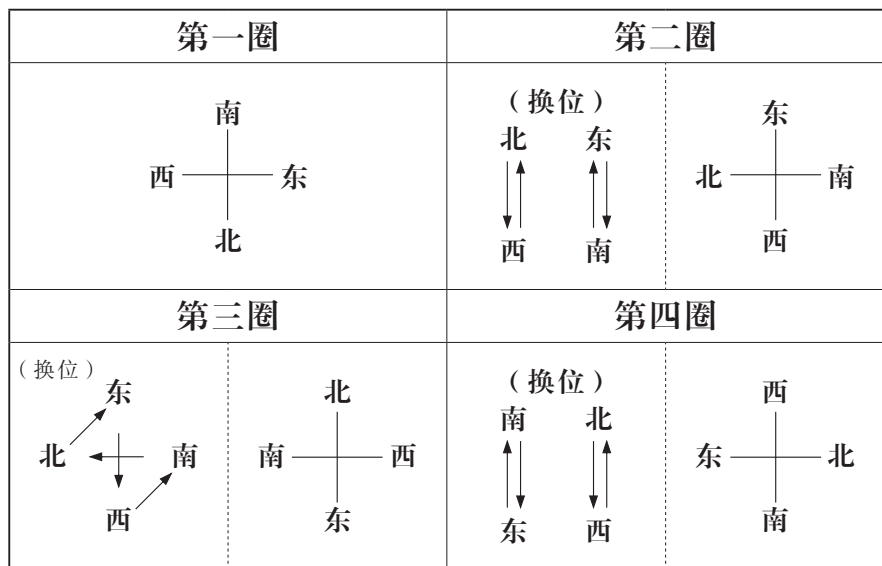 第一圈
第二圈
南
西 东
北
（换位）
北 东
西 南
东
北 南
西
第三圈
第四圈
（换位）
东
北 南
西
北
南 西
东
（换位）
南 北
东 西
西
东 北
南